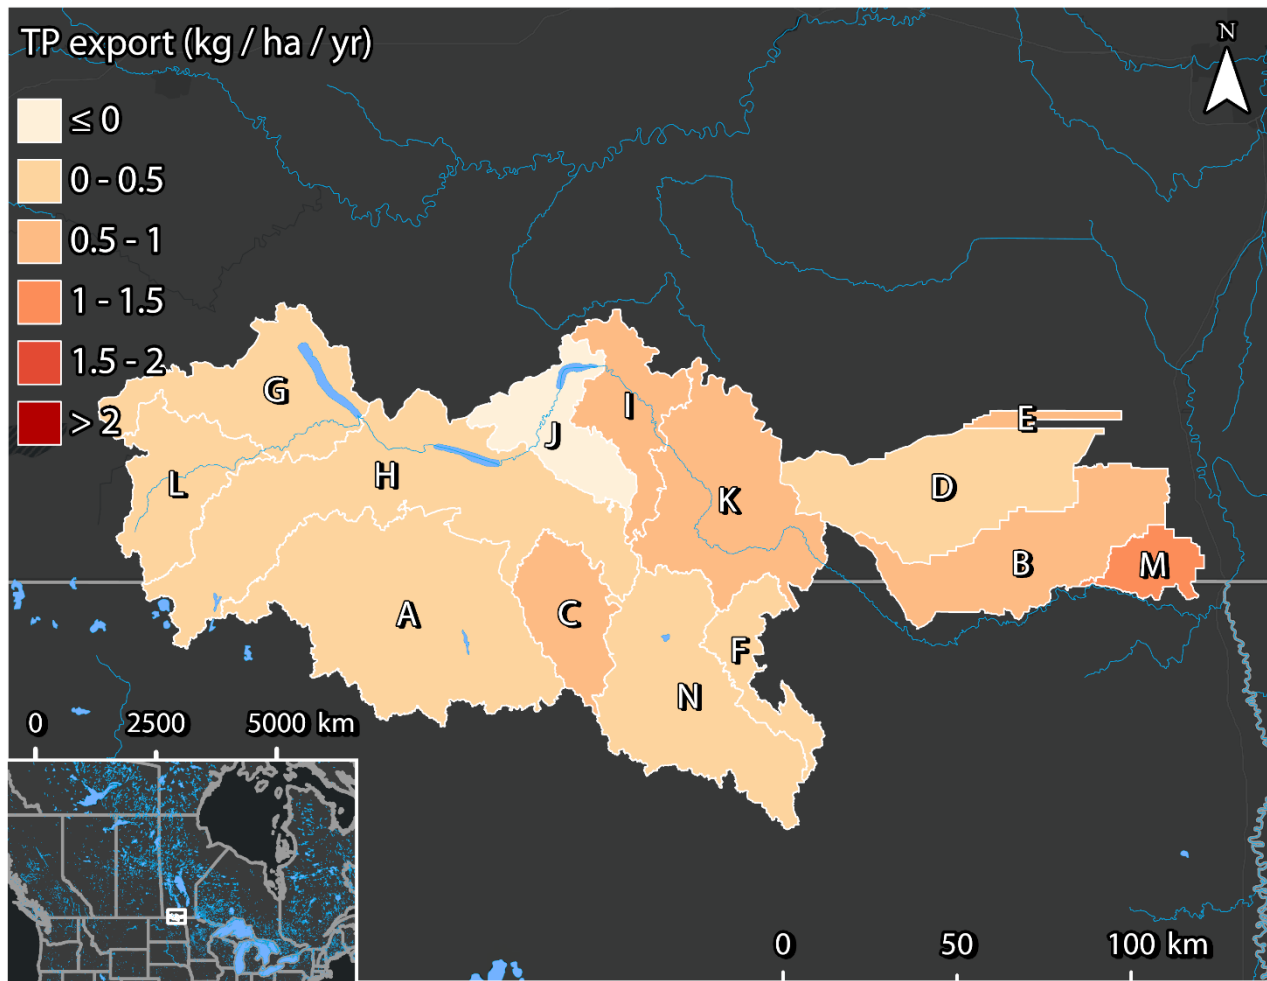 TP export (kg / ha / yr)
N
≤ 0
0 - 0.5
0.5 - 1
1 - 1.5
1.5 - 2
> 2
G
I
E
J
L
H
K
D
B
M
A
C
F
N
0 2500 5000 km
0 50 100 km